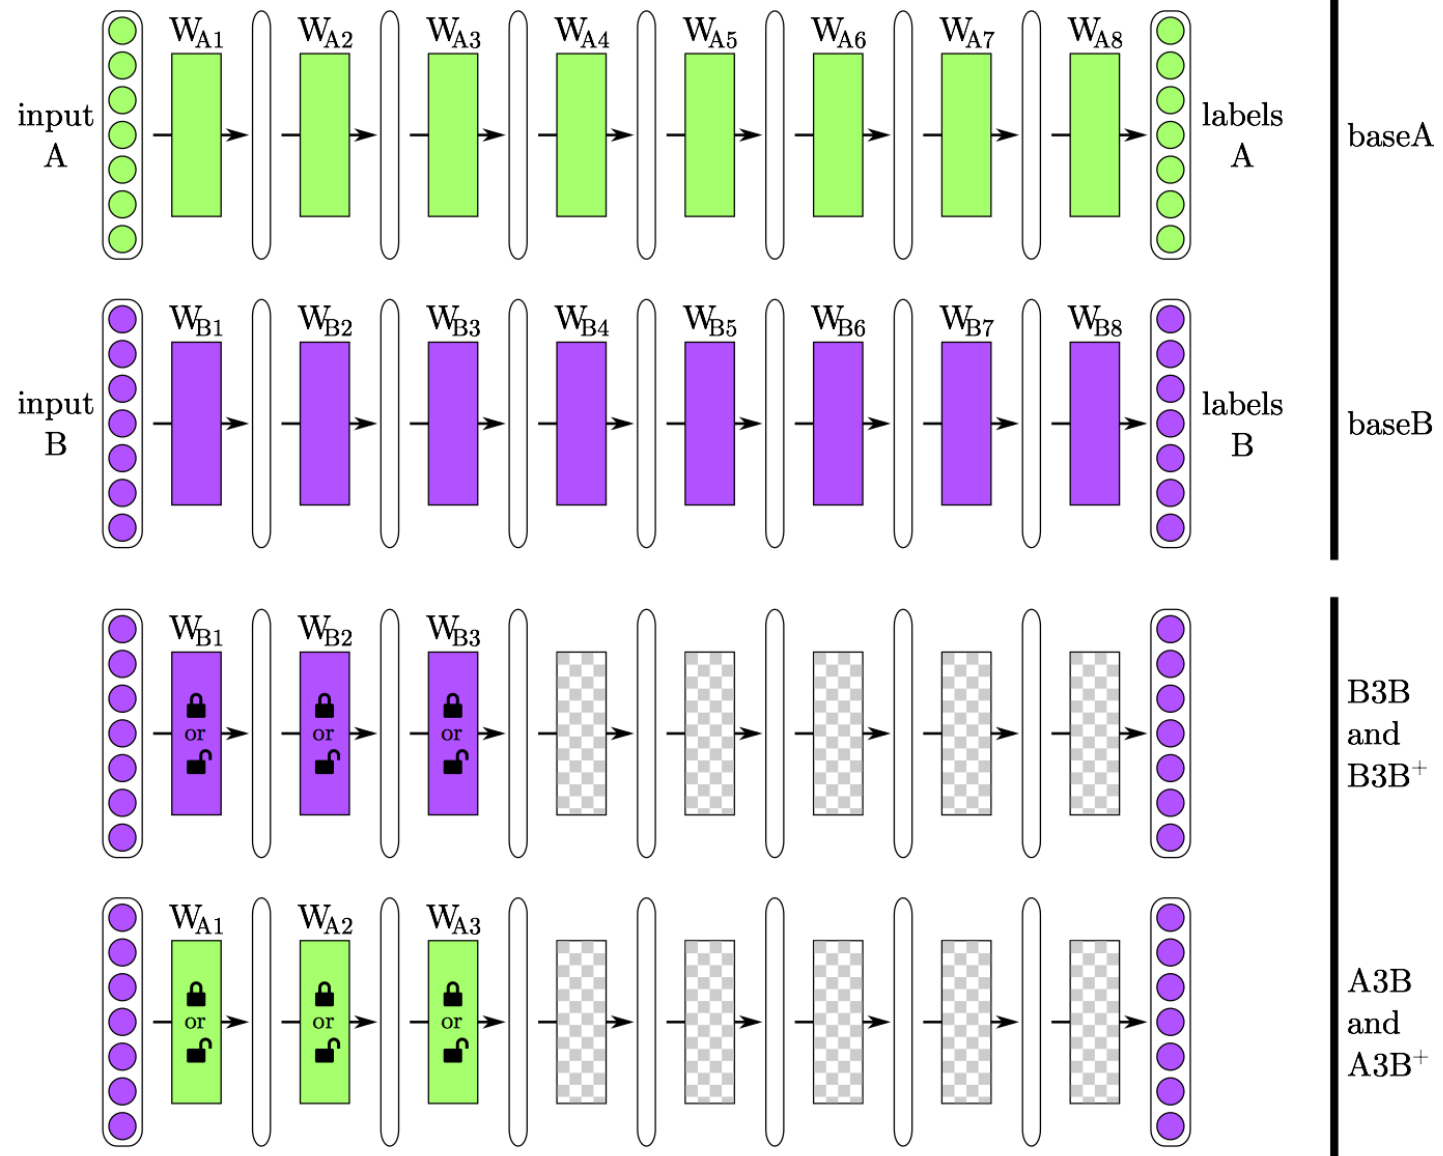 W_A1 W_A2 W_A3 W_A4 W_A5 W_A6 W_A7 W_A8
input
A
labels
A
baseA
W_B1 W_B2 W_B3 W_B4 W_B5 W_B6 W_B7 W_B8
input
B
labels
B
baseB
W_B1 W_B2 W_B3
or or or
B3B
and
B3B⁺
W_A1 W_A2 W_A3
or or or
A3B
and
A3B⁺